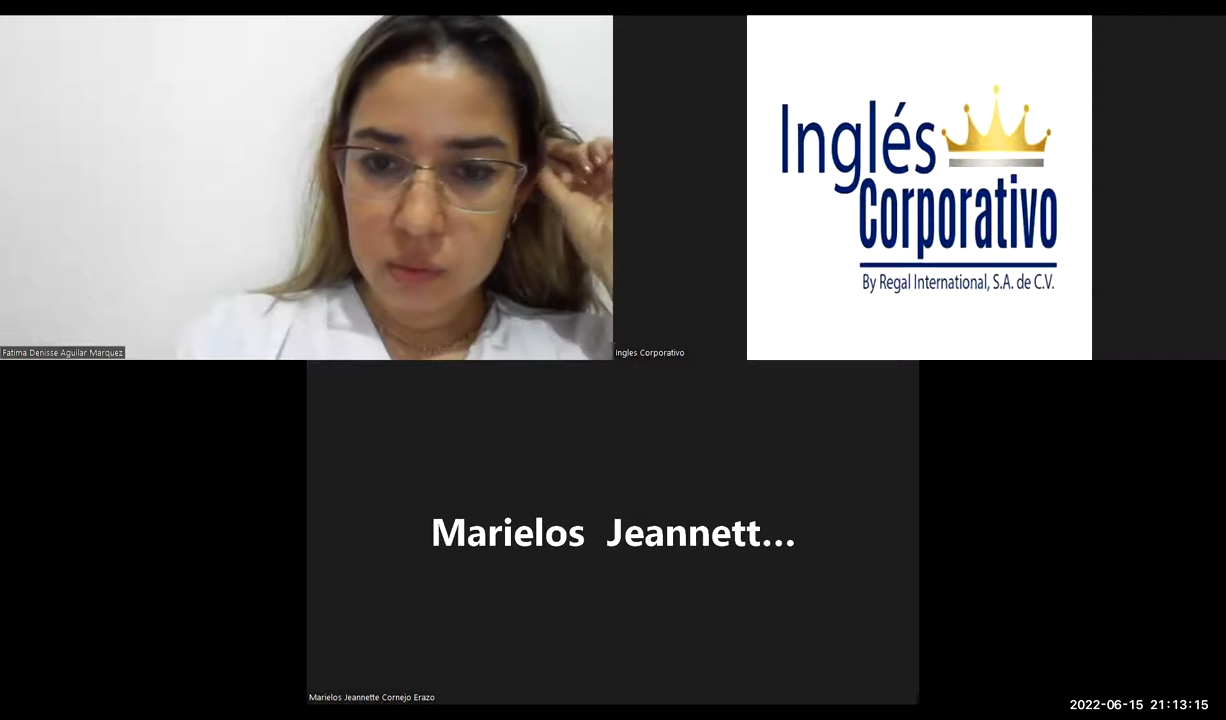 Inglés
Corporativo
By Regal International, S.A. de C.V.
Fatima Denisse Aguilar Marquez
Ingles Corporativo
Marielos Jeannett...
Marielos Jeannette Cornejo Erazo
2022-06-15 21:13:15